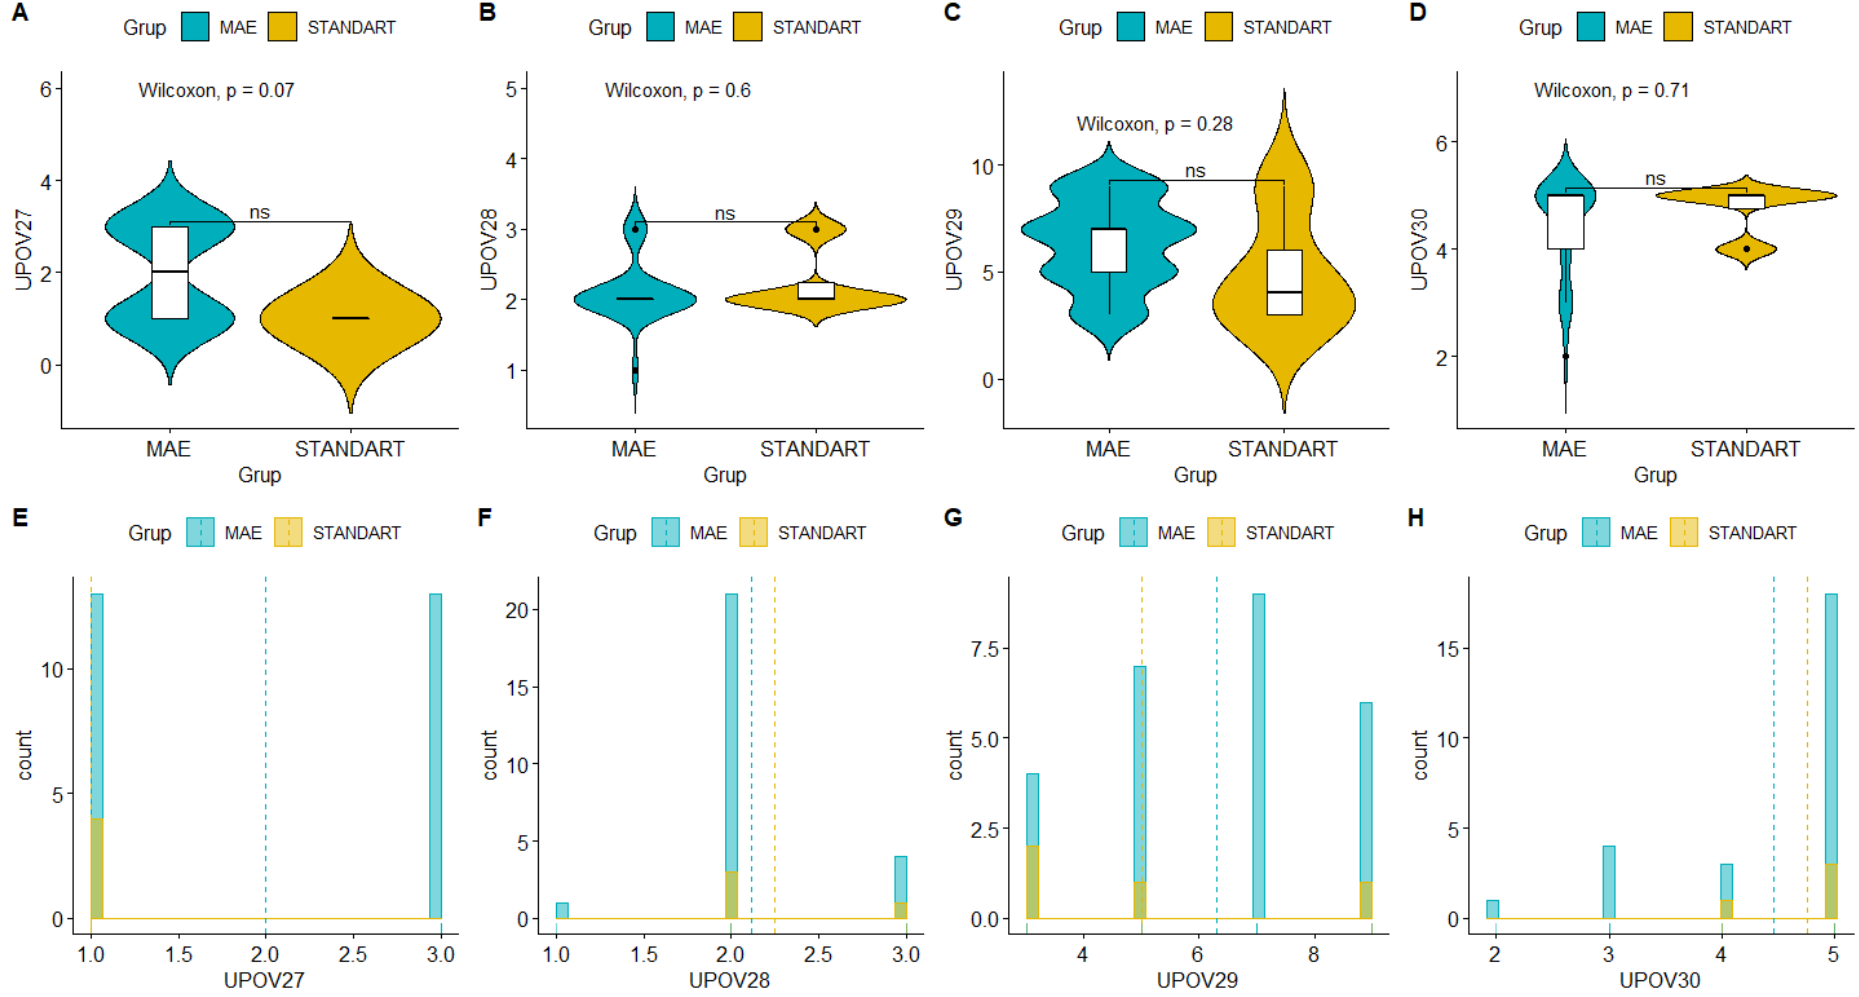 A
Grup MAE STANDART
UPOV27
6
4
2
0
Wilcoxon, p = 0.07
ns
MAE STANDART
Grup
B
Grup MAE STANDART
UPOV28
5
4
3
2
1
Wilcoxon, p = 0.6
ns
MAE STANDART
Grup
C
Grup MAE STANDART
UPOV29
10
5
0
Wilcoxon, p = 0.28
ns
MAE STANDART
Grup
D
Grup MAE STANDART
UPOV30
6
4
2
Wilcoxon, p = 0.71
ns
MAE STANDART
Grup
E
Grup MAE STANDART
count
10
5
0
1.0 1.5 2.0 2.5 3.0
UPOV27
F
Grup MAE STANDART
count
20
15
10
5
0
1.0 1.5 2.0 2.5 3.0
UPOV28
G
Grup MAE STANDART
count
7.5
5.0
2.5
0.0
4 6 8
UPOV29
H
Grup MAE STANDART
count
15
10
5
0
2 3 4 5
UPOV30